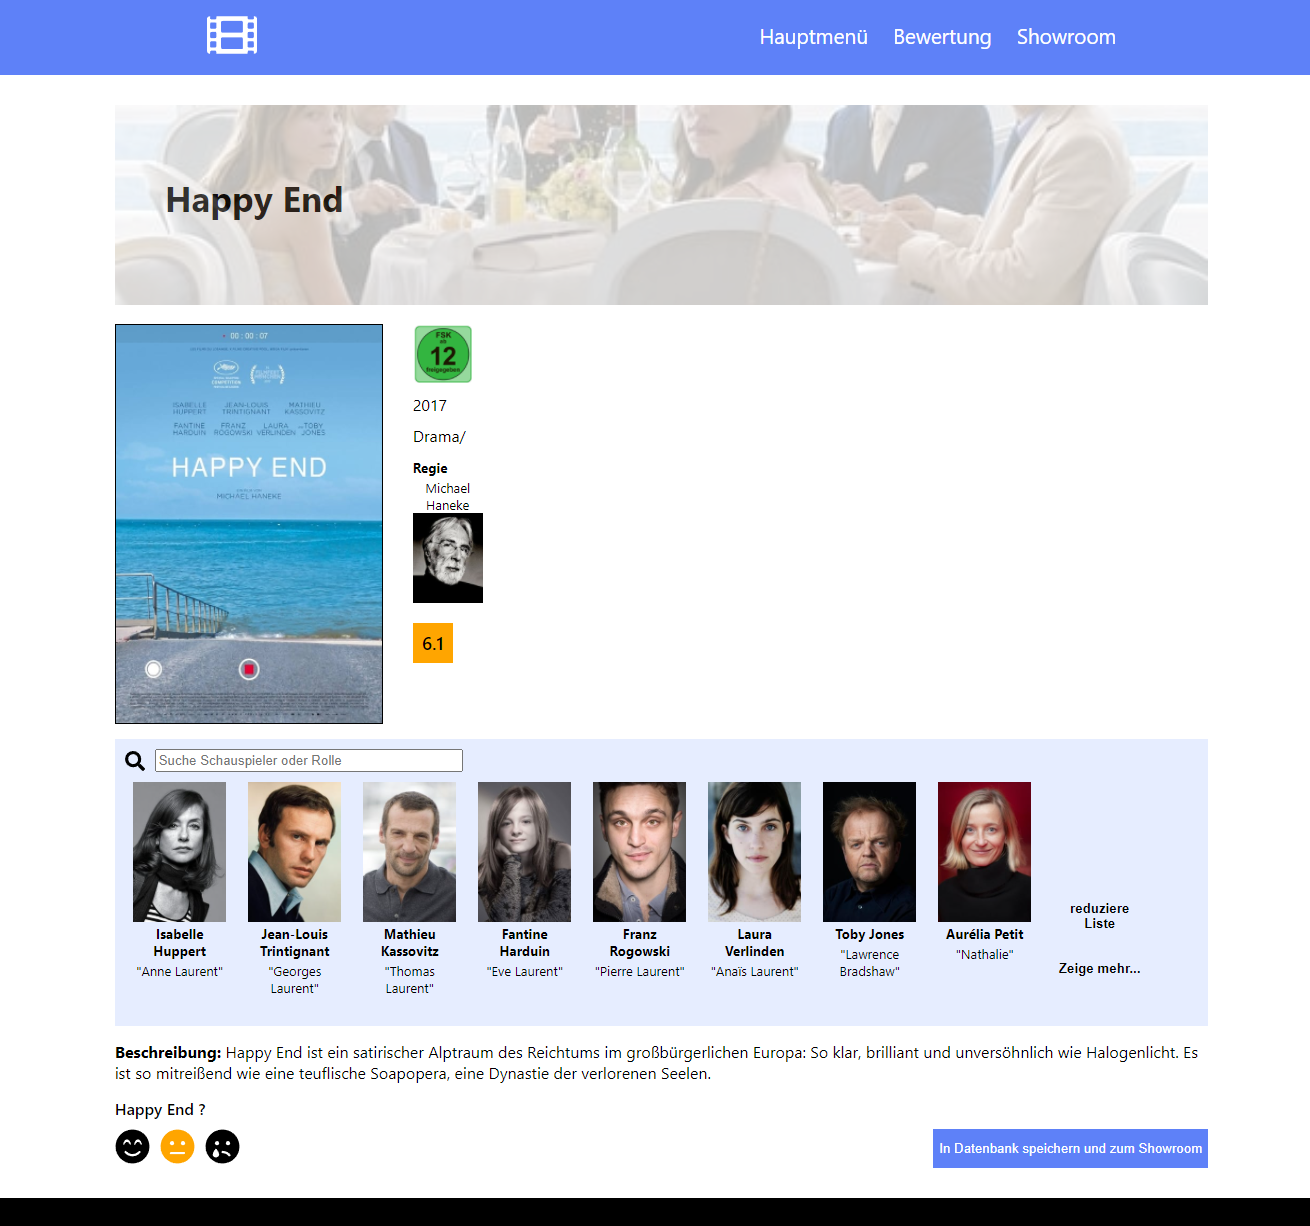 Hauptmenü Bewertung Showroom
Happy End
00 : 00 : 07
COMPETITION
ISABELLE HUPPERT JEAN-LOUIS TRINTIGNANT MATHIEU KASSOVITZ
FANTINE HARDUIN FRANZ ROGOWSKI LAURA VERLINDEN TOBY JONES
HAPPY END
MICHAEL HANEKE
FSK
ab
12
freigegeben
2017
Drama/
Regie
Michael
Haneke
6.1
Suche Schauspieler oder Rolle
Isabelle
Huppert
"Anne Laurent"
Jean-Louis
Trintignant
"Georges
Laurent"
Mathieu
Kassovitz
"Thomas
Laurent"
Fantine
Harduin
"Eve Laurent"
Franz
Rogowski
"Pierre Laurent"
Laura
Verlinden
"Anaïs Laurent"
Toby Jones
"Lawrence
Bradshaw"
Aurélia Petit
"Nathalie"
reduziere
Liste
Zeige mehr...
Beschreibung: Happy End ist ein satirischer Alptraum des Reichtums im großbürgerlichen Europa: So klar, brilliant und unversöhnlich wie Halogenlicht. Es
ist so mitreißend wie eine teuflische Soapopera, eine Dynastie der verlorenen Seelen.
Happy End ?
In Datenbank speichern und zum Showroom